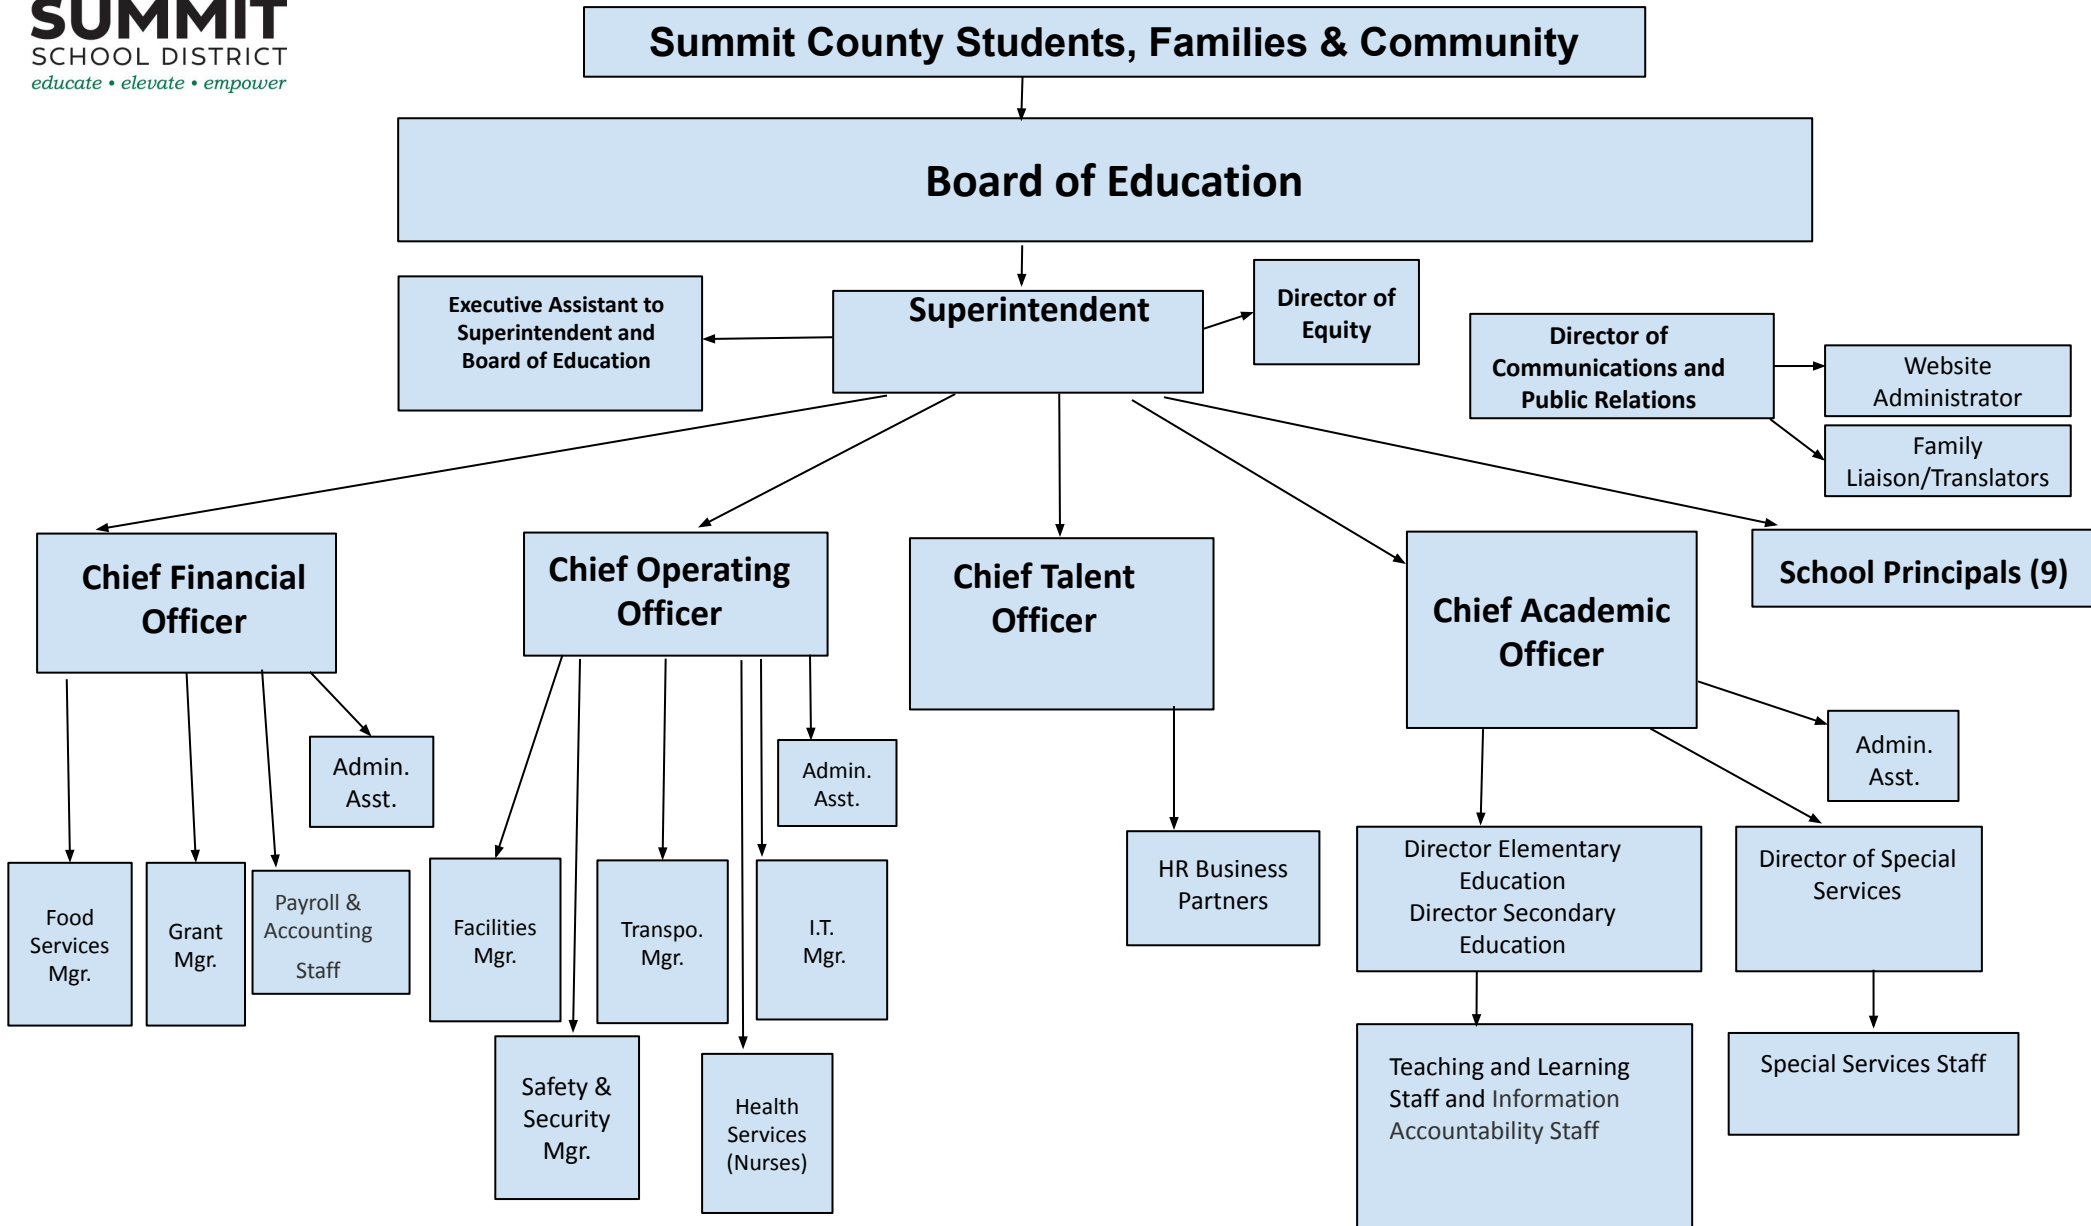 SUMMIT
SCHOOL DISTRICT
educate • elevate • empower
Summit County Students, Families & Community
Board of Education
Executive Assistant to
Superintendent and
Board of Education
Superintendent
Director of
Equity
Director of
Communications and
Public Relations
Website
Administrator
Family
Liaison/Translators
Chief Financial
Officer
Chief Operating
Officer
Chief Talent
Officer
Chief Academic
Officer
School Principals (9)
Admin.
Asst.
Admin.
Asst.
Admin.
Asst.
Food
Services
Mgr.
Grant
Mgr.
Payroll &
Accounting
Staff
Facilities
Mgr.
Transpo.
Mgr.
I.T.
Mgr.
HR Business
Partners
Director Elementary
Education
Director Secondary
Education
Director of Special
Services
Safety &
Security
Mgr.
Health
Services
(Nurses)
Teaching and Learning
Staff and Information
Accountability Staff
Special Services Staff